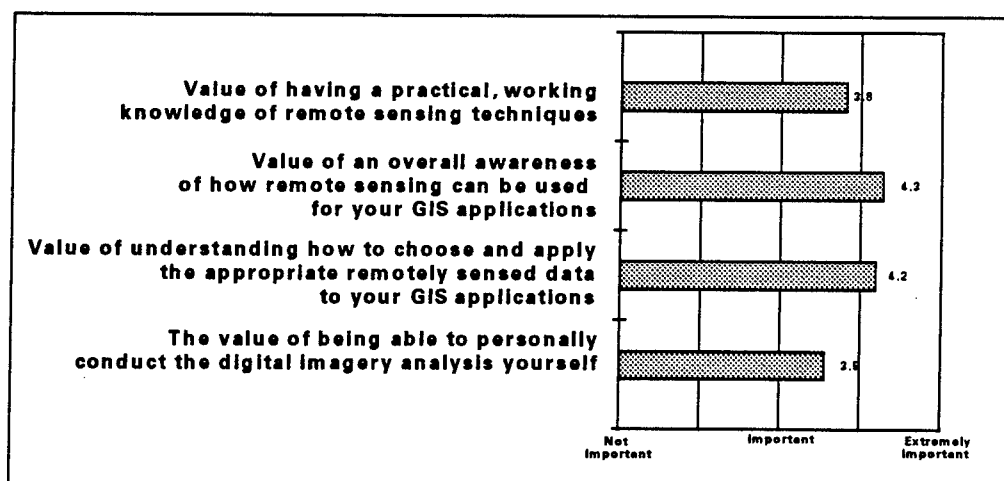 Value of having a practical, working
knowledge of remote sensing techniques
3.8
Value of an overall awareness
of how remote sensing can be used
for your GIS applications
4.3
Value of understanding how to choose and apply
the appropriate remotely sensed data
to your GIS applications
4.2
The value of being able to personally
conduct the digital imagery analysis yourself
Not
Important
Important
Extremely
Important